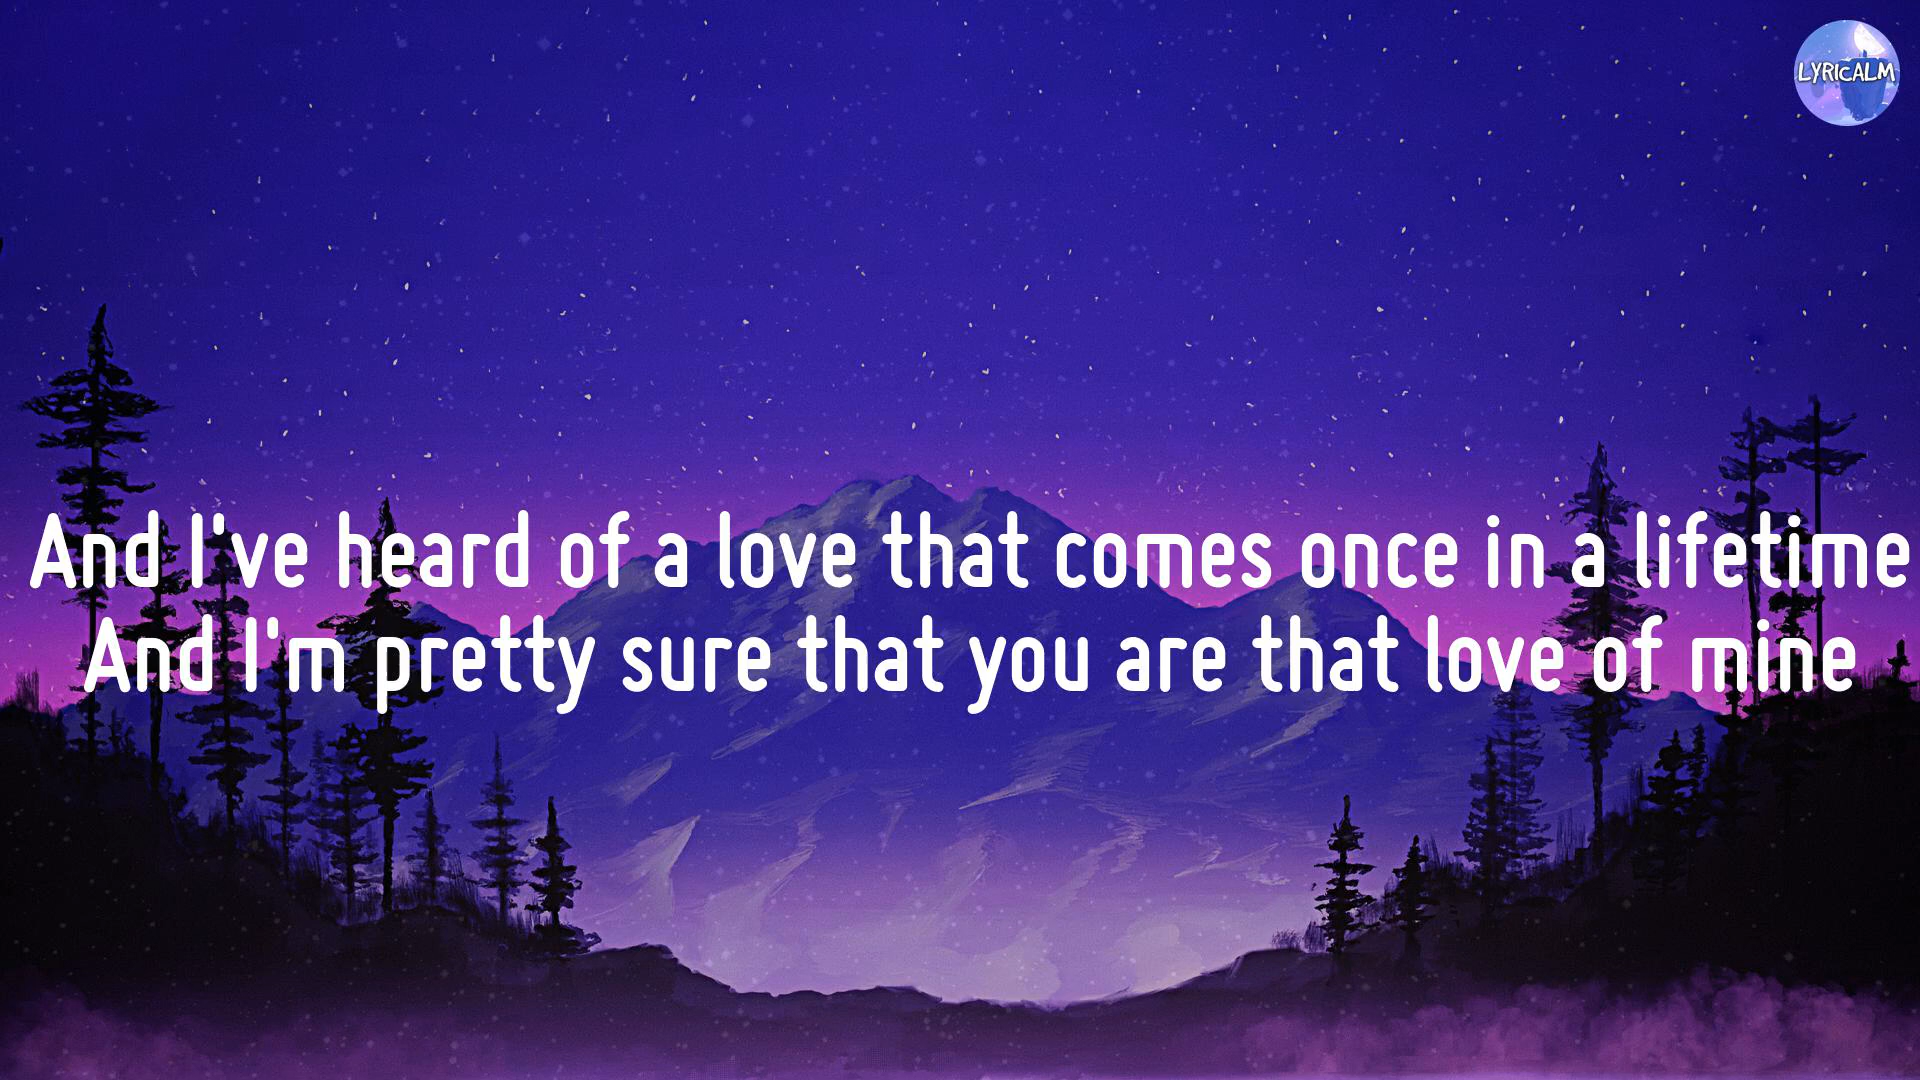 LYRICALM
And I've heard of a love that comes once in a lifetime
And I'm pretty sure that you are that love of mine